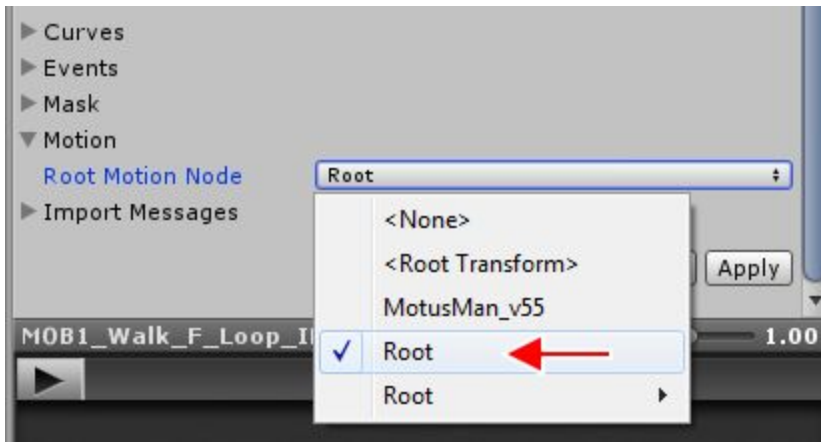 Curves
Events
Mask
Motion
Root Motion Node Root
Import Messages
<None>
<Root Transform>
Apply
MotusMan_v55
MOB1_Walk_F_Loop_I 1.00
Root
Root